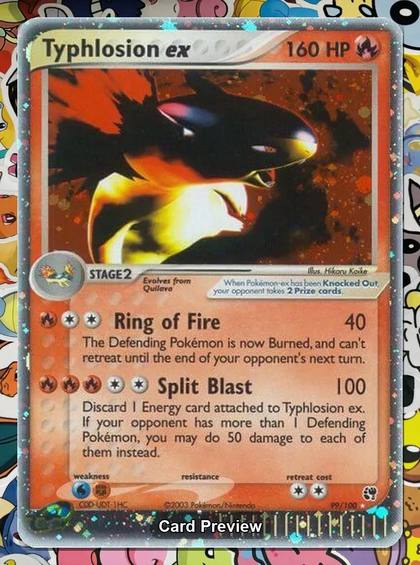 Typhlosion ex 160 HP
Illus. Hikaru Koike
STAGE2
Evolves from
Quilava
When Pokémon-ex has been Knocked Out,
your opponent takes 2 Prize cards.
Ring of Fire 40
The Defending Pokémon is now Burned, and can't
retreat until the end of your opponent's next turn.
Split Blast 100
Discard 1 Energy card attached to Typhlosion ex.
If your opponent has more than 1 Defending
Pokémon, you may do 50 damage to each of
them instead.
weakness resistance retreat cost
©2003 Pokémon/Nintendo 99/100
Card Preview